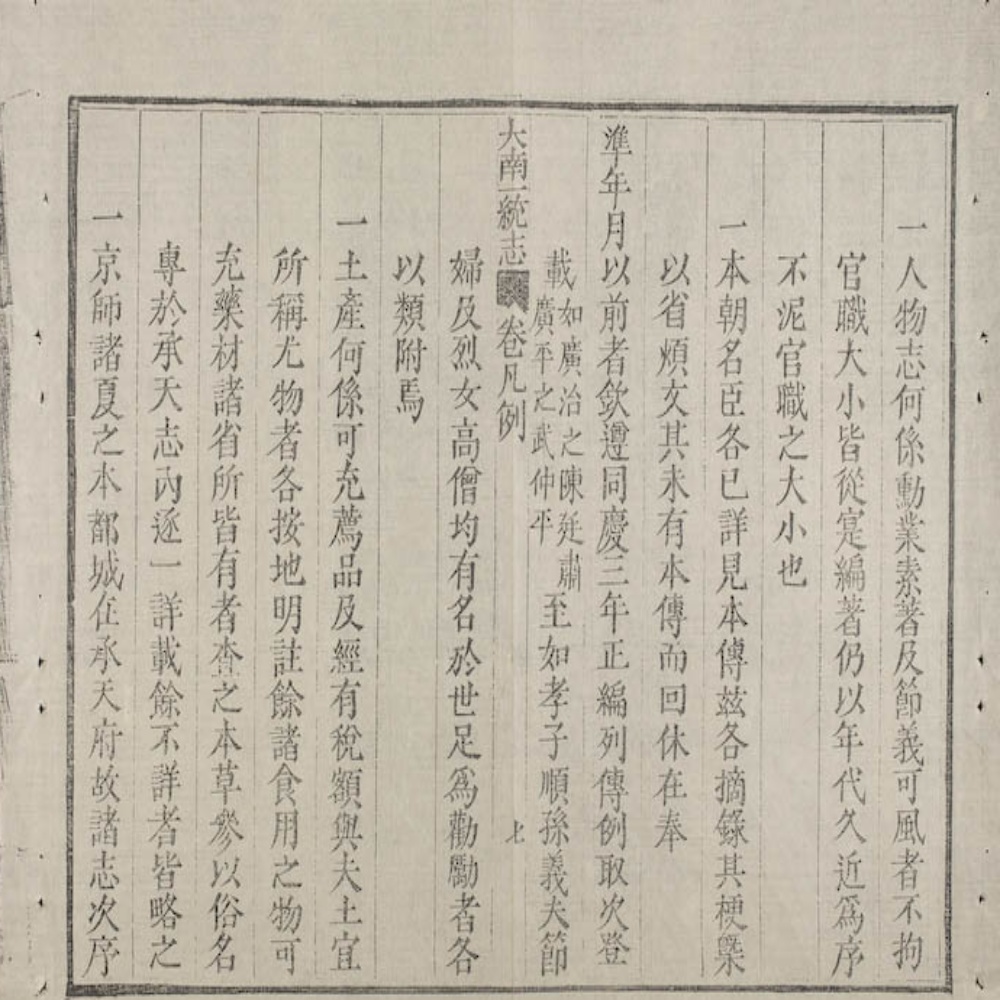 一人物志何係勳業素著及節義可風者不拘
官職大小皆從寔編著仍以年代久近爲序
不泥官職之大小也
一本朝名臣各已詳見本傳茲各摘錄其梗槩
以省煩文其未有本傳而回休在奉
準年月以前者欽遵同慶三年正編列傳例取次登
載如廣治之陳廷肅廣平之武仲平至如孝子順孫義夫節
大南一統志 卷凡例 七
婦及烈女高僧均有名於世足爲勸勵者各
以類附焉
一土產何係可充薦品及經有稅額與夫土宜
所稱尤物者各按地明註餘諸食用之物可
充藥材諸省所皆有者查之本草參以俗名
專於承天志內逐一詳載餘不詳者皆略之
一京師諸夏之本都城在承天府故諸志次序